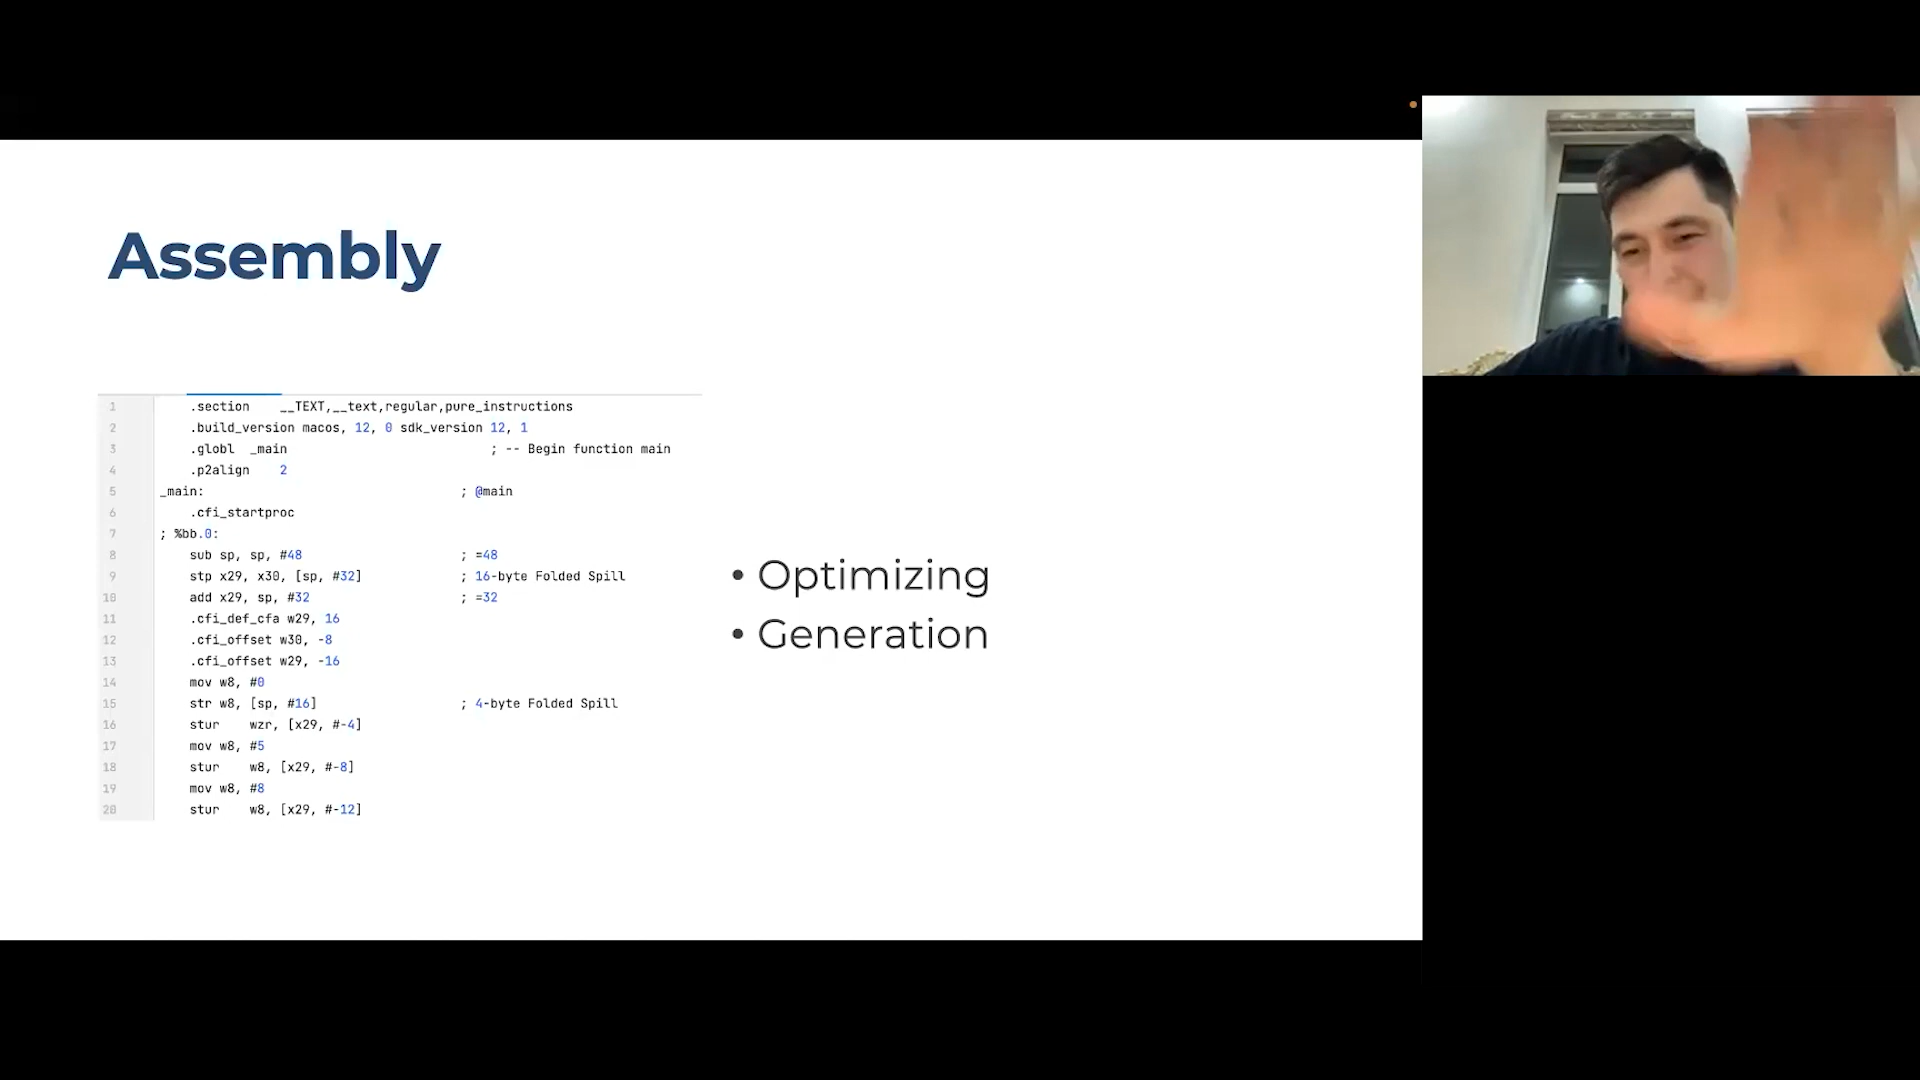 Assembly
1 .section __TEXT,__text,regular,pure_instructions
2 .build_version macos, 12, 0 sdk_version 12, 1
3 .globl _main ; -- Begin function main
4 .p2align 2
5 _main: ; @main
6 .cfi_startproc
7 ; %bb.0:
8 sub sp, sp, #48 ; =48
9 stp x29, x30, [sp, #32] ; 16-byte Folded Spill
10 add x29, sp, #32 ; =32
11 .cfi_def_cfa w29, 16
12 .cfi_offset w30, -8
13 .cfi_offset w29, -16
14 mov w8, #0
15 str w8, [sp, #16] ; 4-byte Folded Spill
16 stur wzr, [x29, #-4]
17 mov w8, #5
18 stur w8, [x29, #-8]
19 mov w8, #8
20 stur w8, [x29, #-12]
• Optimizing
• Generation